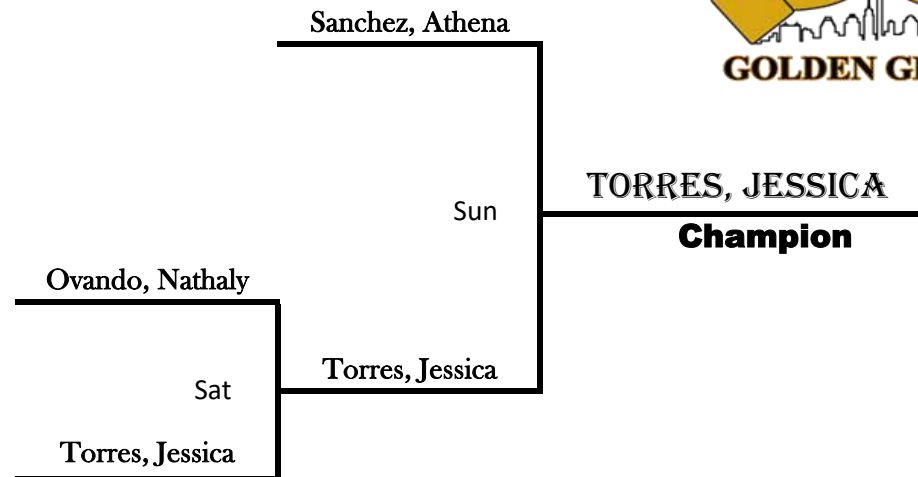 Sanchez, Athena
GOLDEN
TORRES, JESSICA
Sun
Champion
Ovando, Nathaly
Torres, Jessica
Sat
Torres, Jessica